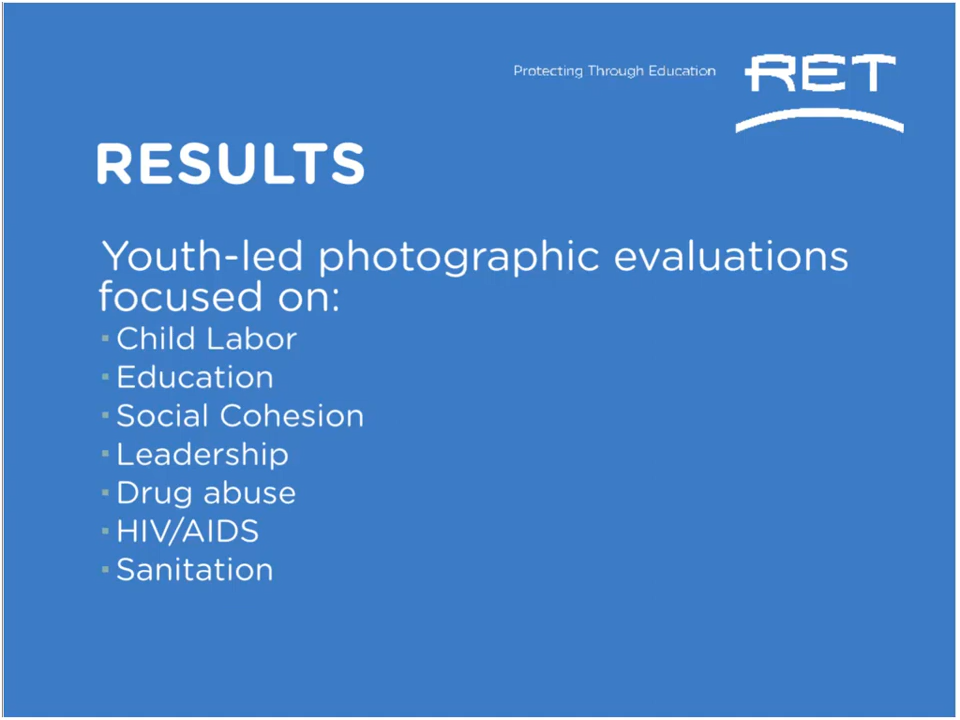 Protecting Through Education
RET
RESULTS
Youth-led photographic evaluations
focused on:
▪ Child Labor
▪ Education
▪ Social Cohesion
▪ Leadership
▪ Drug abuse
▪ HIV/AIDS
▪ Sanitation